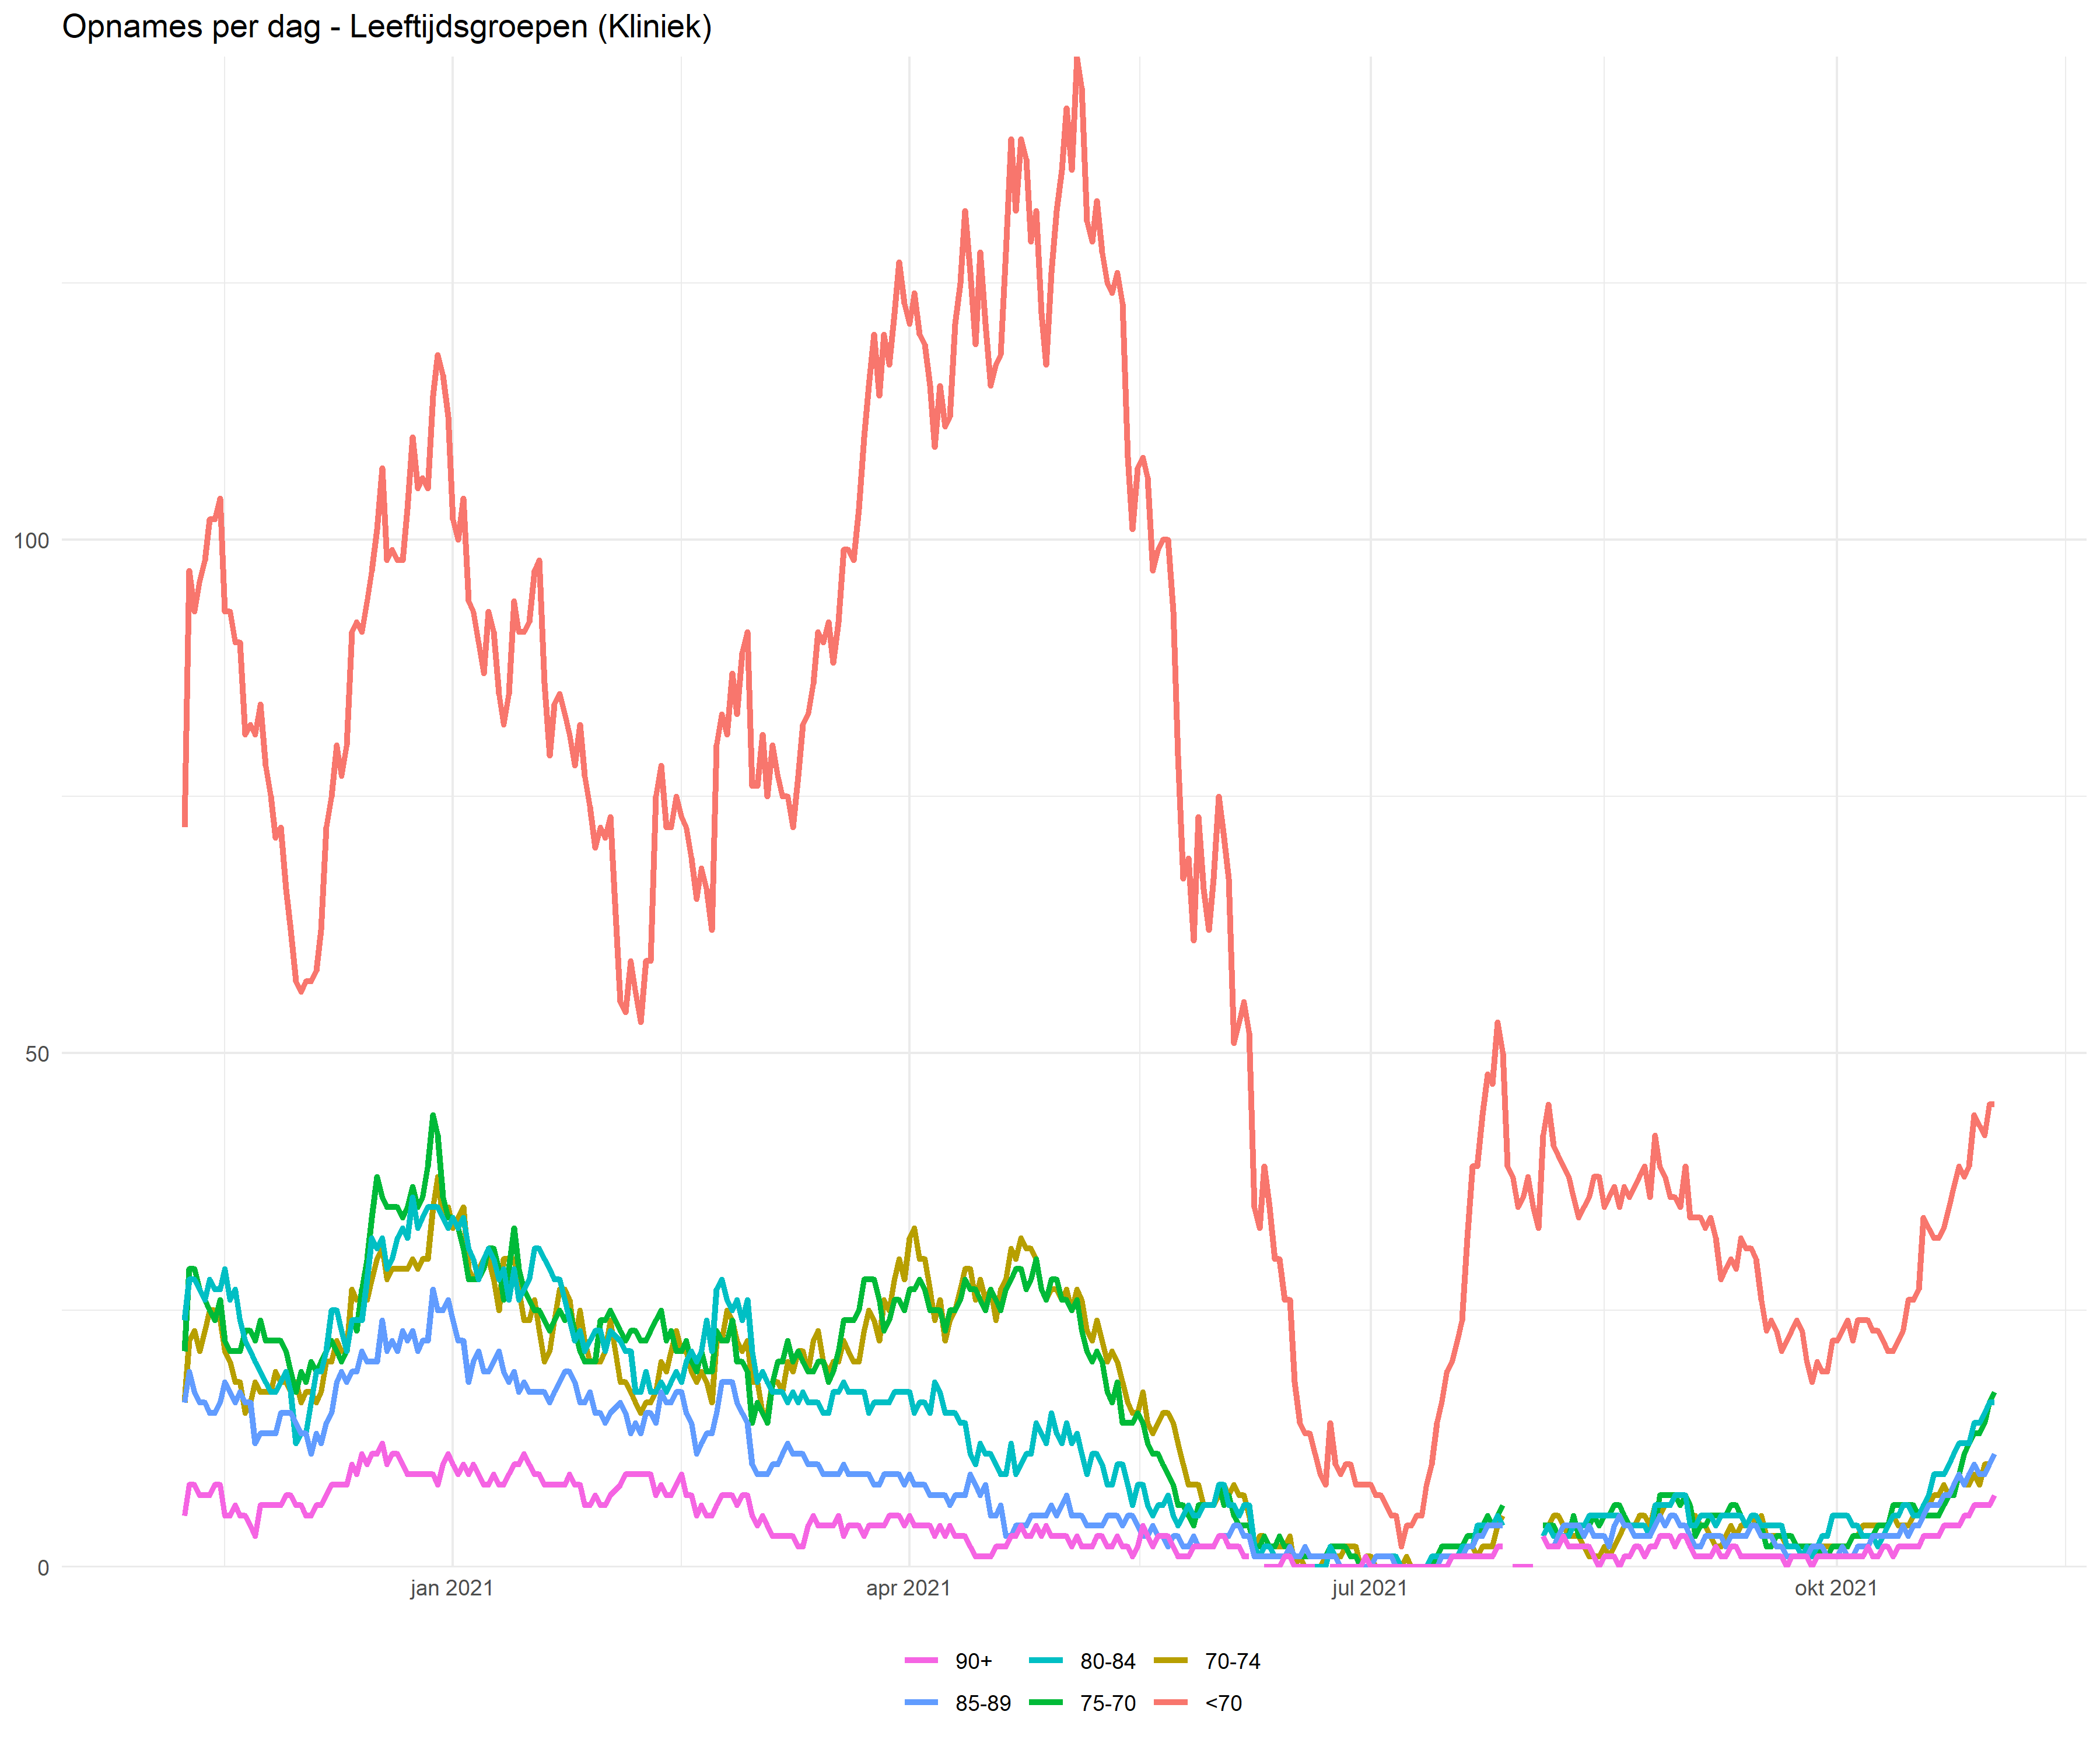 Opnames per dag - Leeftijdsgroepen (Kliniek)
100
50
0
jan 2021 apr 2021 jul 2021 okt 2021
90+ 80-84 70-74
85-89 75-70 <70